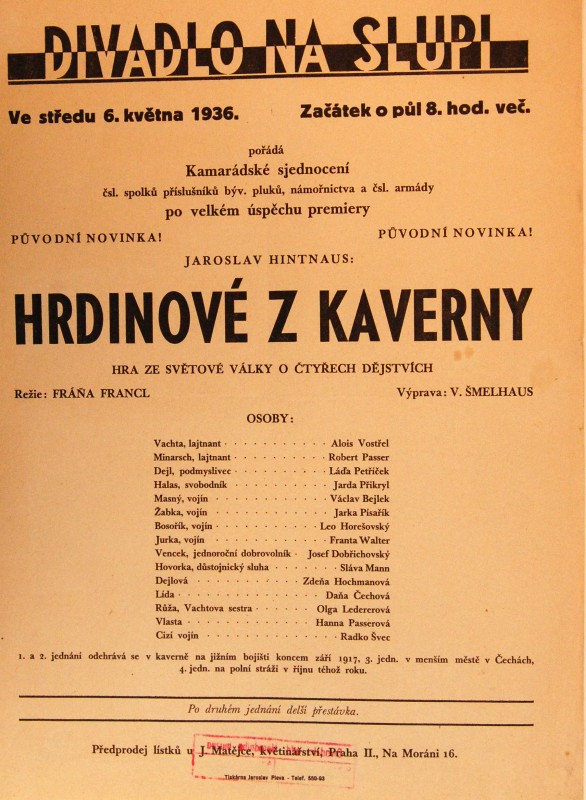 DIVADLO NA SLUPI
Ve středu 6. května 1936. Začátek o půl 8. hod. več.
pořádá
Kamarádské sjednocení
čsl. spolků příslušníků býv. pluků, námořnictva a čsl. armády
po velkém úspěchu premiery
PŮVODNÍ NOVINKA! PŮVODNÍ NOVINKA!
JAROSLAV HINTNAUS:
HRDINOVÉ Z KAVERNY
HRA ZE SVĚTOVÉ VÁLKY O ČTYŘECH DĚJSTVÍCH
Režie: FRÁŇA FRANCL Výprava: V. ŠMELHAUS
OSOBY:
Vachta, lajtnant · · · · · · · · · · · Alois Vostřel
Minarsch, lajtnant · · · · · · · · · · Robert Passer
Dejl, podmyslivec · · · · · · · · · · Láďa Petříček
Halas, svobodník · · · · · · · · · · · Jarda Přikryl
Masný, vojín · · · · · · · · · · · · Václav Bejlek
Žabka, vojín · · · · · · · · · · · · Jarka Písařík
Bosořík, vojín · · · · · · · · · · · Leo Horešovský
Jurka, vojín · · · · · · · · · · · · Franta Walter
Vencek, jednoroční dobrovolník · Josef Dobřichovský
Hovorka, důstojnický sluha · · · · · · · Sláva Mann
Dejlová · · · · · · · · · · · · Zdeňa Hochmanová
Lída · · · · · · · · · · · · · · · Daňa Čechová
Růža, Vachtova sestra · · · · · · Olga Ledererová
Vlasta · · · · · · · · · · · · · Hanna Passerová
Cizí vojín · · · · · · · · · · · · · · Radko Švec
1. a 2. jednání odehrává se v kaverně na jižním bojišti koncem září 1917, 3. jedn. v menším městě v Čechách,
4. jedn. na polní stráži v říjnu téhož roku.
Po druhém jednání delší přestávka.
Předprodej lístků u J. Matějce, květinářství, Praha II., Na Moráni 16.
Tiskárna Jaroslav Pleva - Telef. 550-93